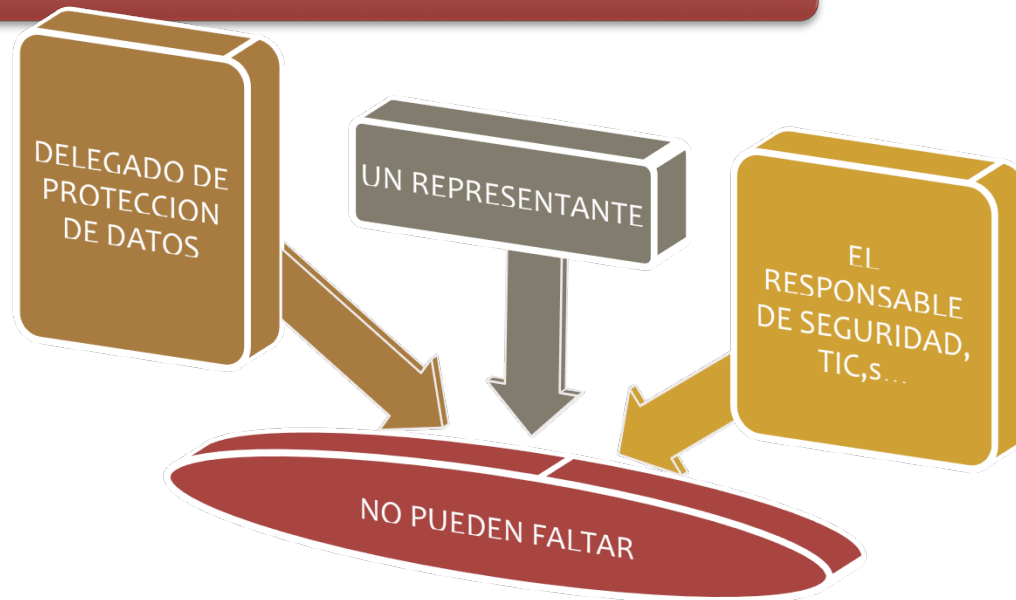 DELEGADO DE
PROTECCION
DE DATOS
UN REPRESENTANTE
EL
RESPONSABLE
DE SEGURIDAD,
TIC,s...
NO PUEDEN FALTAR